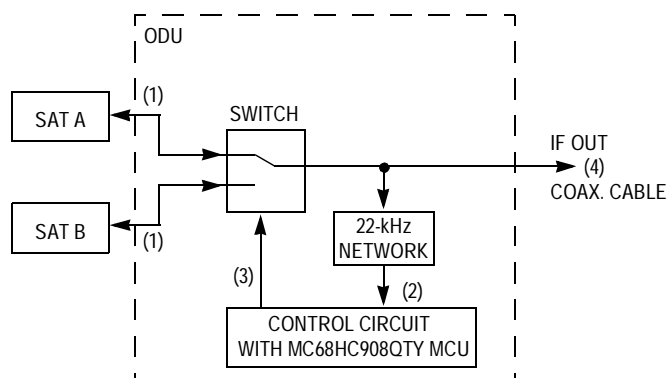 ODU
(1)
SWITCH
SAT A
IF OUT
(4)
COAX. CABLE
SAT B
(1)
22-kHz
NETWORK
(3)
(2)
CONTROL CIRCUIT
WITH MC68HC908QTY MCU